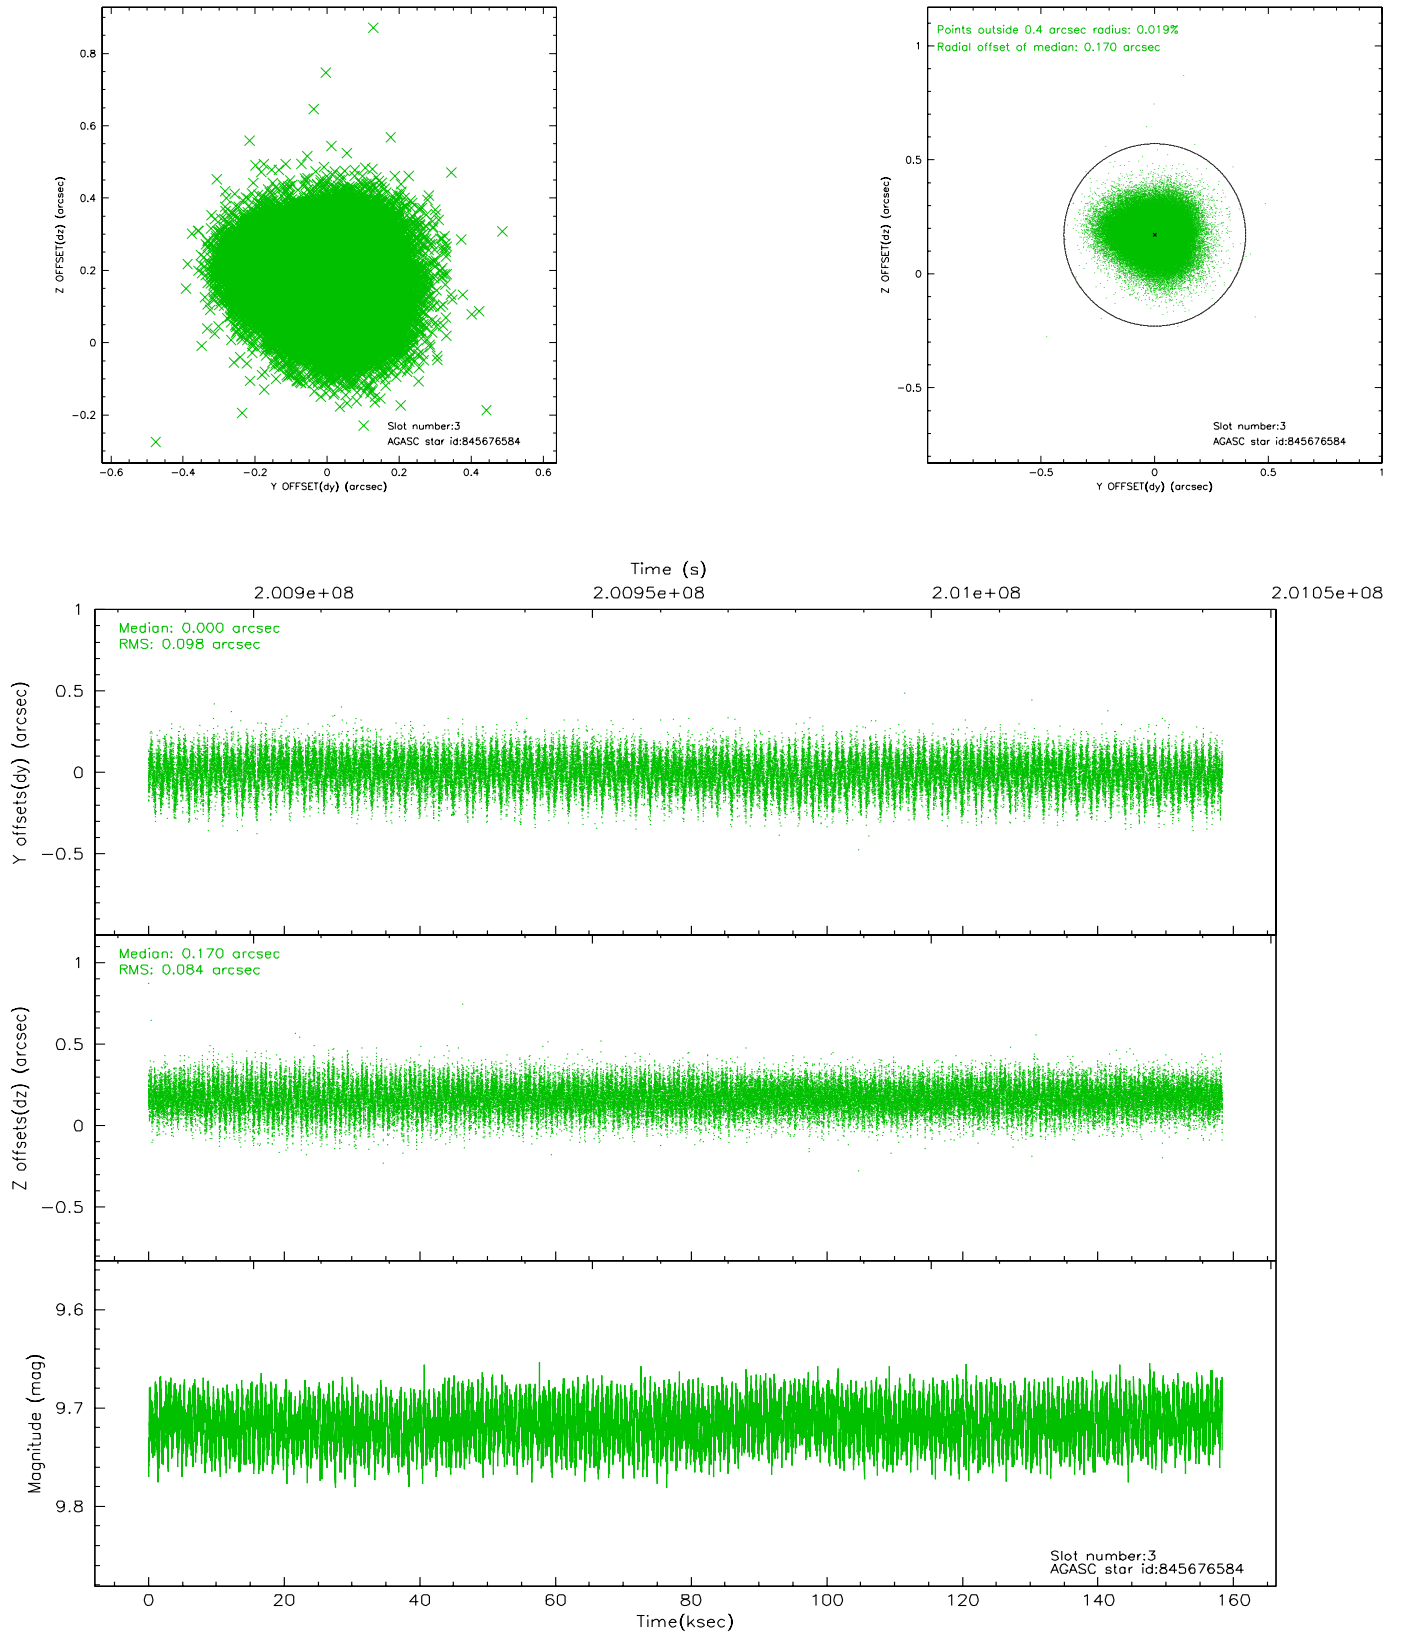 0.8
0.6
0.4
0.2
0
−0.2
Z OFFSET(dz) (arcsec)
−0.6 −0.4 −0.2 0 0.2 0.4 0.6
Y OFFSET(dy) (arcsec)
Slot number:3
AGASC star id:845676584
Points outside 0.4 arcsec radius: 0.019%
Radial offset of median: 0.170 arcsec
1
0.5
0
−0.5
Z OFFSET(dz) (arcsec)
−0.5 0 0.5 1
Y OFFSET(dy) (arcsec)
Slot number:3
AGASC star id:845676584
Time (s)
2.009e+08 2.0095e+08 2.01e+08 2.0105e+08
Median: 0.000 arcsec
RMS: 0.098 arcsec
1
0.5
0
−0.5
Y offsets(dy) (arcsec)
Median: 0.170 arcsec
RMS: 0.084 arcsec
1
0.5
0
−0.5
Z offsets(dz) (arcsec)
9.6
9.7
9.8
Magnitude (mag)
Slot number:3
AGASC star id:845676584
0 20 40 60 80 100 120 140 160
Time(ksec)